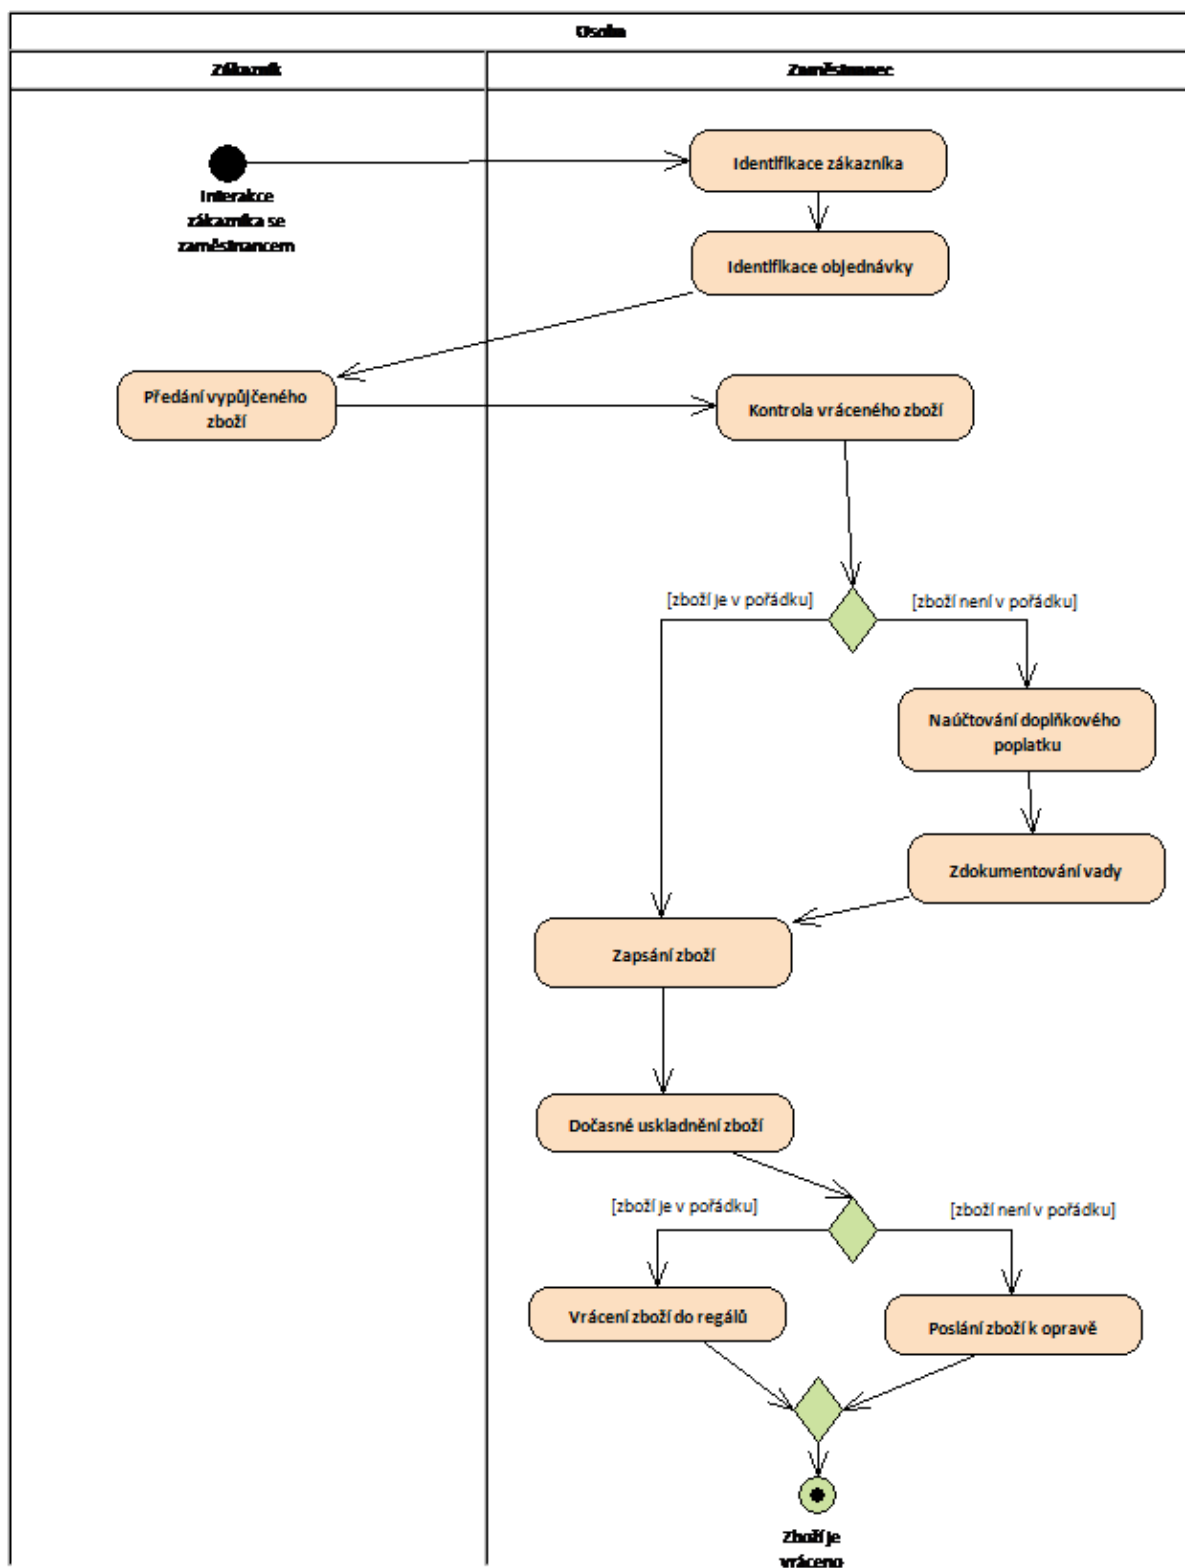 Osoba
Zákazník
Zaměstnanec
Identifikace zákazníka
Interakce
zákazníka se
zaměstnancem
Identifikace objednávky
Předání vypůjčeného
zboží
Kontrola vráceného zboží
[zboží je v pořádku]
[zboží není v pořádku]
Naúčtování doplňkového
poplatku
Zdokumentování vady
Zapsání zboží
Dočasné uskladnění zboží
[zboží je v pořádku]
[zboží není v pořádku]
Vrácení zboží do regálů
Poslání zboží k opravě
Zboží je
vráceno